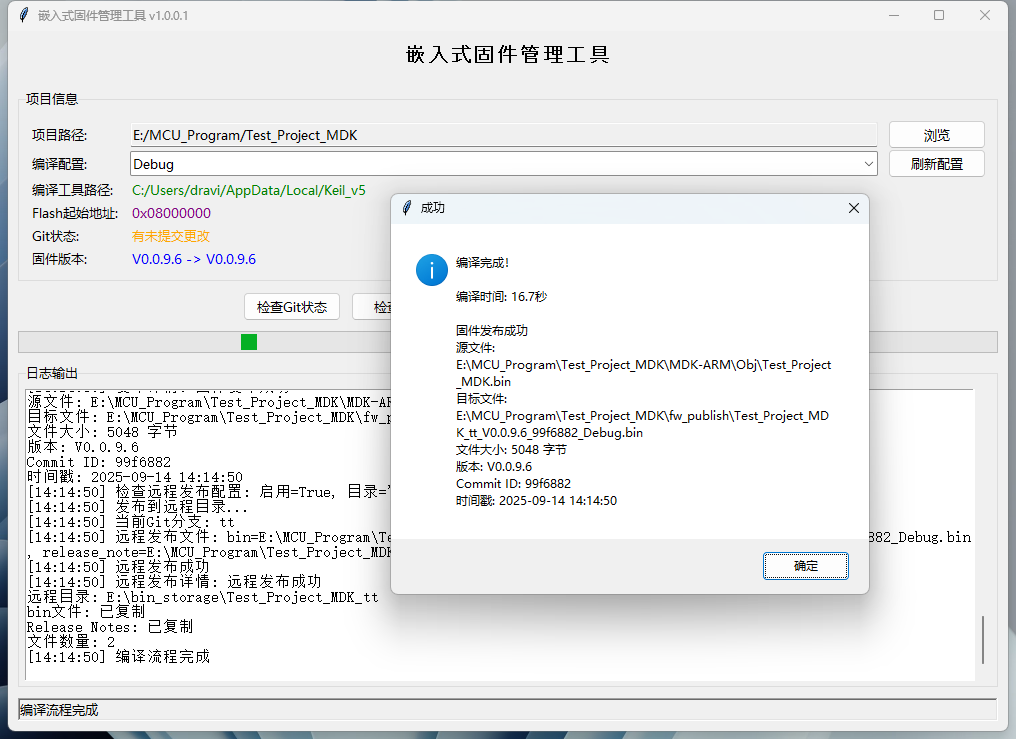 嵌入式固件管理工具 v1.0.0.1
嵌入式固件管理工具
项目信息
项目路径: E:/MCU_Program/Test_Project_MDK 浏览
编译配置: Debug 刷新配置
编译工具路径: C:/Users/dravi/AppData/Local/Keil_v5
Flash起始地址: 0x08000000
Git状态: 有未提交更改
固件版本: V0.0.9.6 -> V0.0.9.6
检查Git状态
日志输出
源文件: E:\MCU_Program\Test_Project_MDK\MDK-AR
目标文件: E:\MCU_Program\Test_Project_MDK\fw_p
文件大小: 5048 字节
版本: V0.0.9.6
Commit ID: 99f6882
时间戳: 2025-09-14 14:14:50
[14:14:50] 检查远程发布配置: 启用=True, 目录=
[14:14:50] 发布到远程目录...
[14:14:50] 当前Git分支: tt
[14:14:50] 远程发布文件: bin=E:\MCU_Program\Te 882_Debug.bin
, release_note=E:\MCU_Program\Test_Project_MDK
[14:14:50] 远程发布成功
[14:14:50] 远程发布详情: 远程发布成功
远程目录: E:\bin_storage\Test_Project_MDK_tt
bin文件: 已复制
Release Notes: 已复制
文件数量: 2
[14:14:50] 编译流程完成
编译流程完成
成功
编译完成!
编译时间: 16.7秒
固件发布成功
源文件:
E:\MCU_Program\Test_Project_MDK\MDK-ARM\Obj\Test_Project
_MDK.bin
目标文件:
E:\MCU_Program\Test_Project_MDK\fw_publish\Test_Project_MD
K_tt_V0.0.9.6_99f6882_Debug.bin
文件大小: 5048 字节
版本: V0.0.9.6
Commit ID: 99f6882
时间戳: 2025-09-14 14:14:50
确定